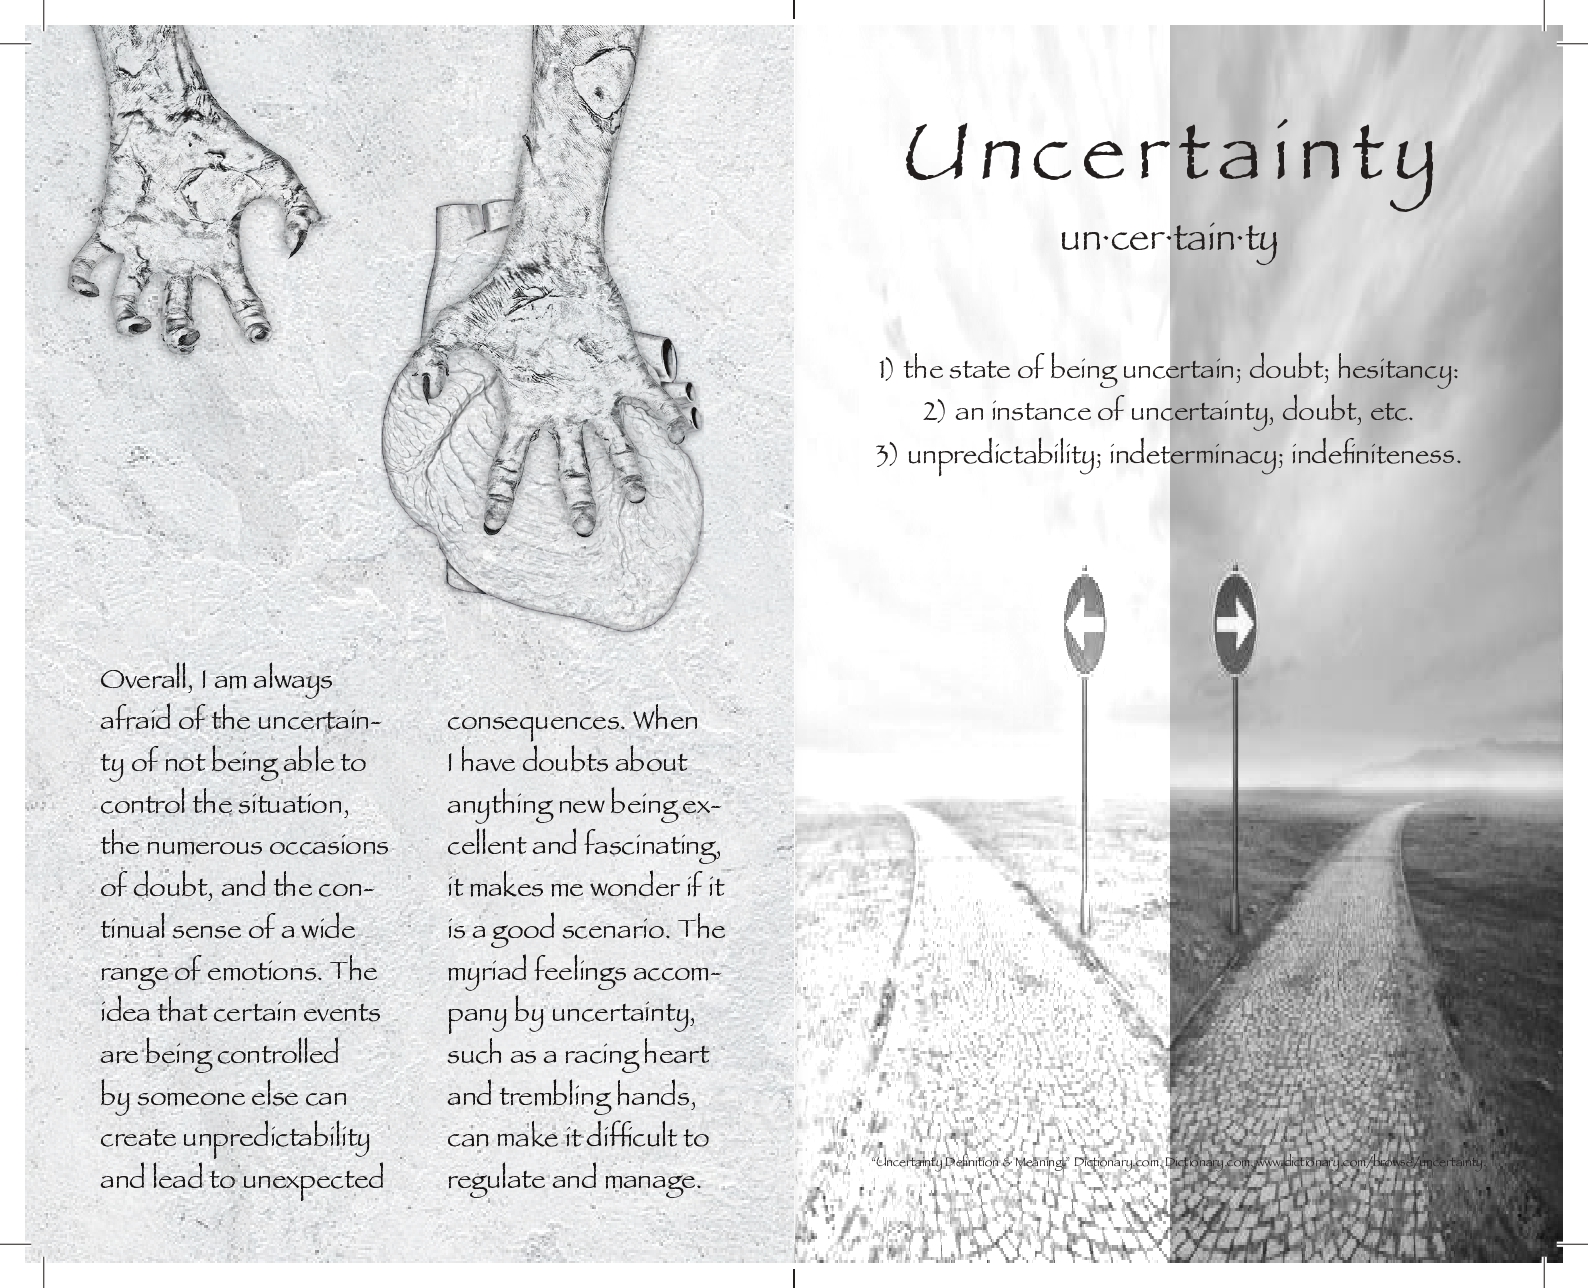 Overall, I am always
afraid of the uncertain-
ty of not being able to
control the situation,
the numerous occasions
of doubt, and the con-
tinual sense of a wide
range of emotions. The
idea that certain events
are being controlled
by someone else can
create unpredictability
and lead to unexpected
consequences. When
I have doubts about
anything new being ex-
cellent and fascinating,
it makes me wonder if it
is a good scenario. The
myriad feelings accom-
pany by uncertainty,
such as a racing heart
and trembling hands,
can make it difficult to
regulate and manage.
Uncertainty
un·cer·tain·ty
1) the state of being uncertain; doubt; hesitancy:
2) an instance of uncertainty, doubt, etc.
3) unpredictability; indeterminacy; indefiniteness.
“Uncertainty Definition & Meaning.” Dictionary.com, Dictionary.com, www.dictionary.com/browse/uncertainty.